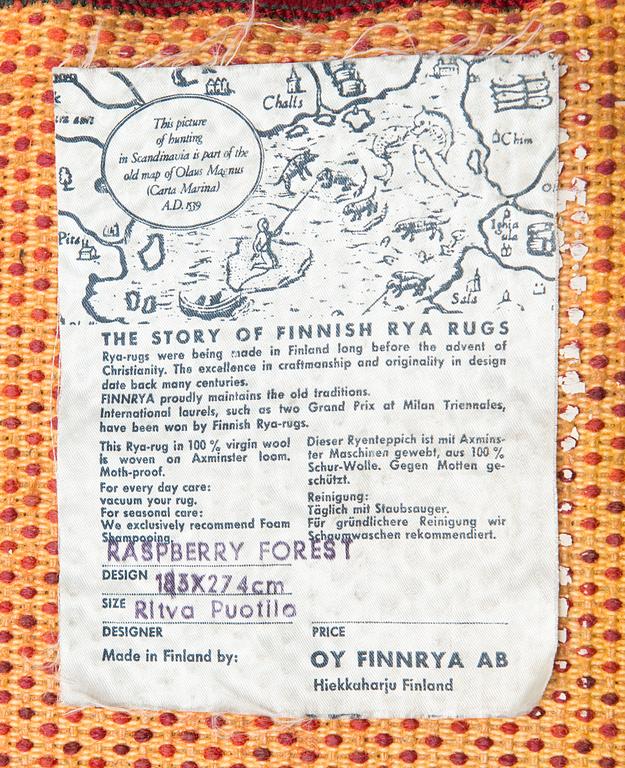 Challs
This picture
of hunting
in Scandinavia is part of the
old map of Olaus Magnus
(Carta Marina)
A.D. 1539
Chim
Pita
Ighia
ula
Sala
THE STORY OF FINNISH RYA RUGS
Rya-rugs were being made in Finland long before the advent of
Christianity. The excellence in craftmanship and originality in design
date back many centuries.
FINNRYA proudly maintains the old traditions.
International laurels, such as two Grand Prix at Milan Triennales,
have been won by Finnish Rya-rugs.
This Rya-rug in 100 % virgin wool
is woven on Axminster loom.
Moth-proof.
For every day care:
vacuum your rug.
For seasonal care:
We exclusively recommend Foam
Shampooing.
Dieser Ryenteppich ist mit Axmins-
ter Maschinen gewebt, aus 100 %
Schur-Wolle. Gegen Motten ge-
schützt.
Reinigung:
Täglich mit Staubsauger.
Für gründlichere Reinigung wir
Schaumwaschen rekommendiert.
RASPBERRY FOREST
DESIGN 183X274cm
SIZE Ritva Puotila
DESIGNER
PRICE
Made in Finland by:
OY FINNRYA AB
Hiekkaharju Finland